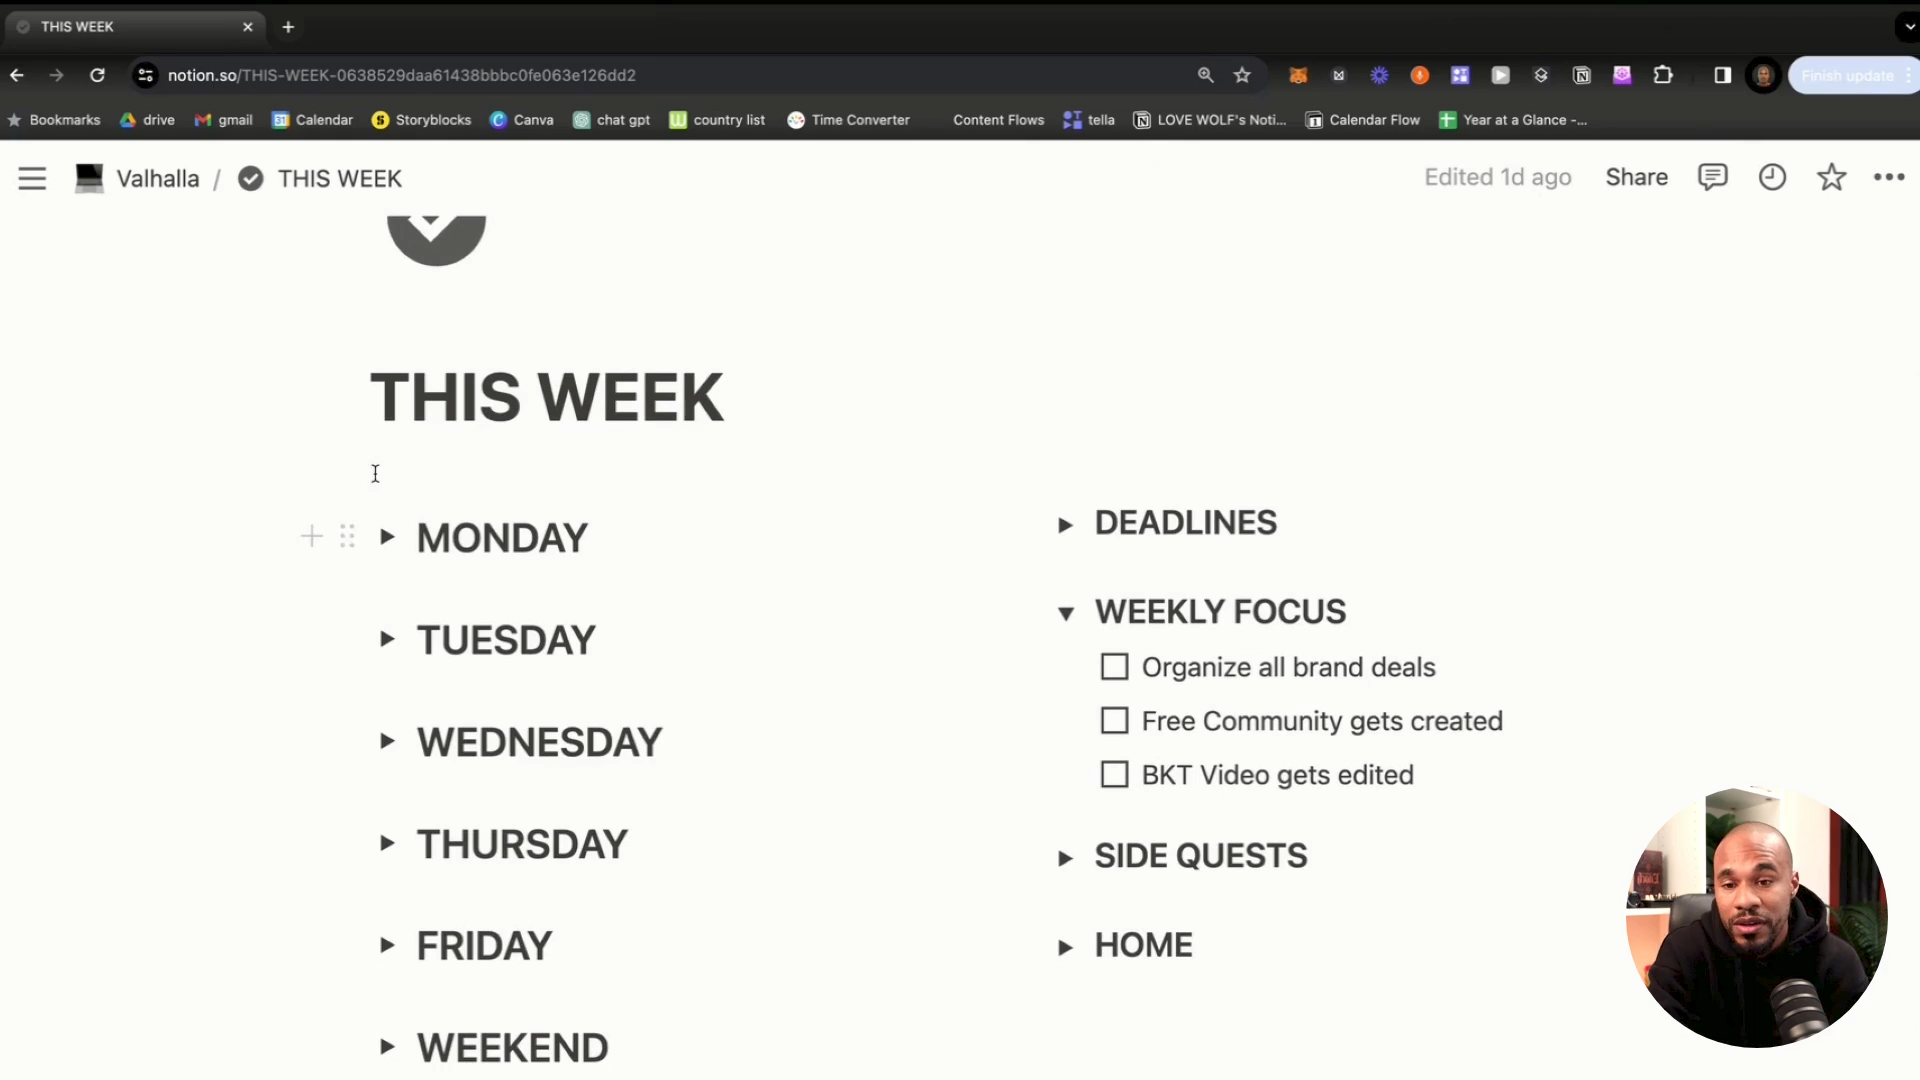 THIS WEEK
notion.so/THIS-WEEK-0638529daa61438bbbc0fe063e126dd2
Finish update
Bookmarks drive gmail Calendar Storyblocks Canva chat gpt country list Time Converter Content Flows tella LOVE WOLF's Noti... Calendar Flow Year at a Glance -...
Valhalla / THIS WEEK Edited 1d ago Share
THIS WEEK
MONDAY
TUESDAY
WEDNESDAY
THURSDAY
FRIDAY
WEEKEND
DEADLINES
WEEKLY FOCUS
Organize all brand deals
Free Community gets created
BKT Video gets edited
SIDE QUESTS
HOME